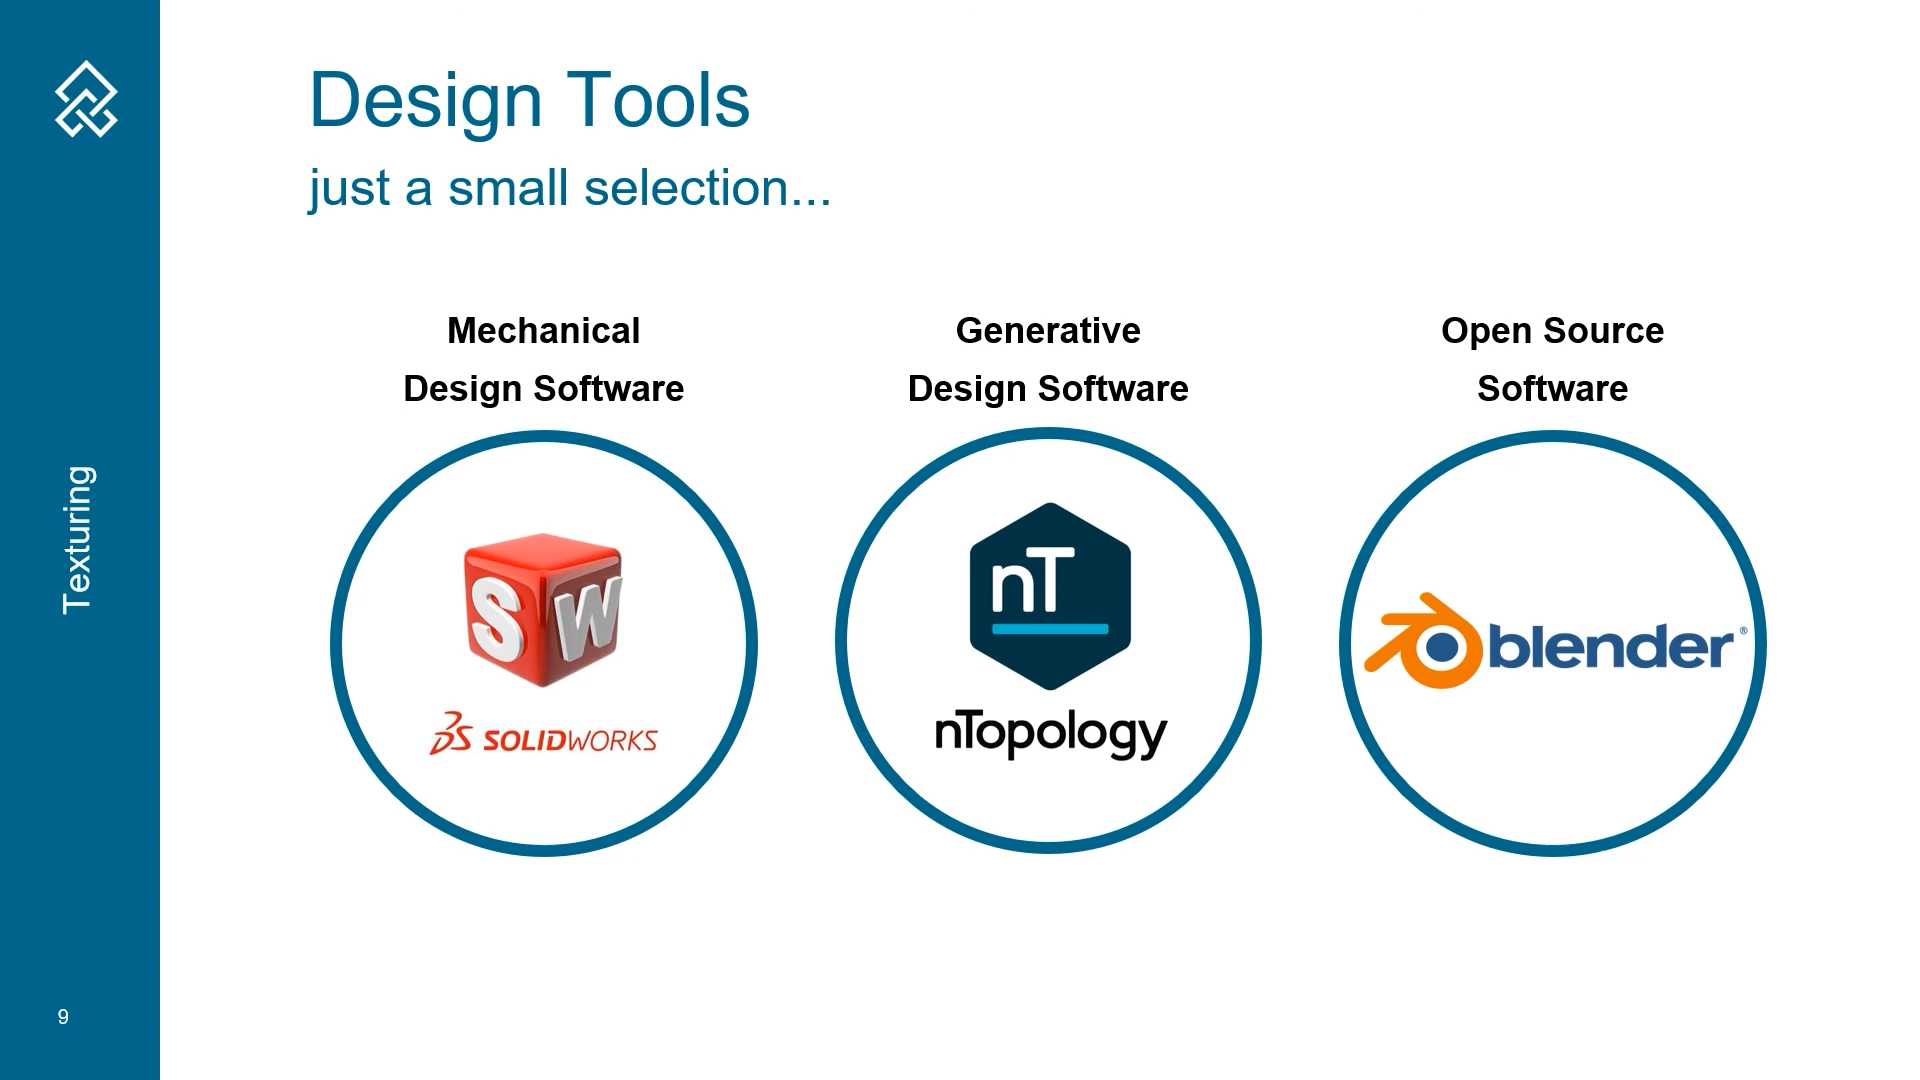 Design Tools
just a small selection...
Mechanical
Design Software
Generative
Design Software
Open Source
Software
SW
SOLIDWORKS
nT
nTopology
blender®
Texturing
9